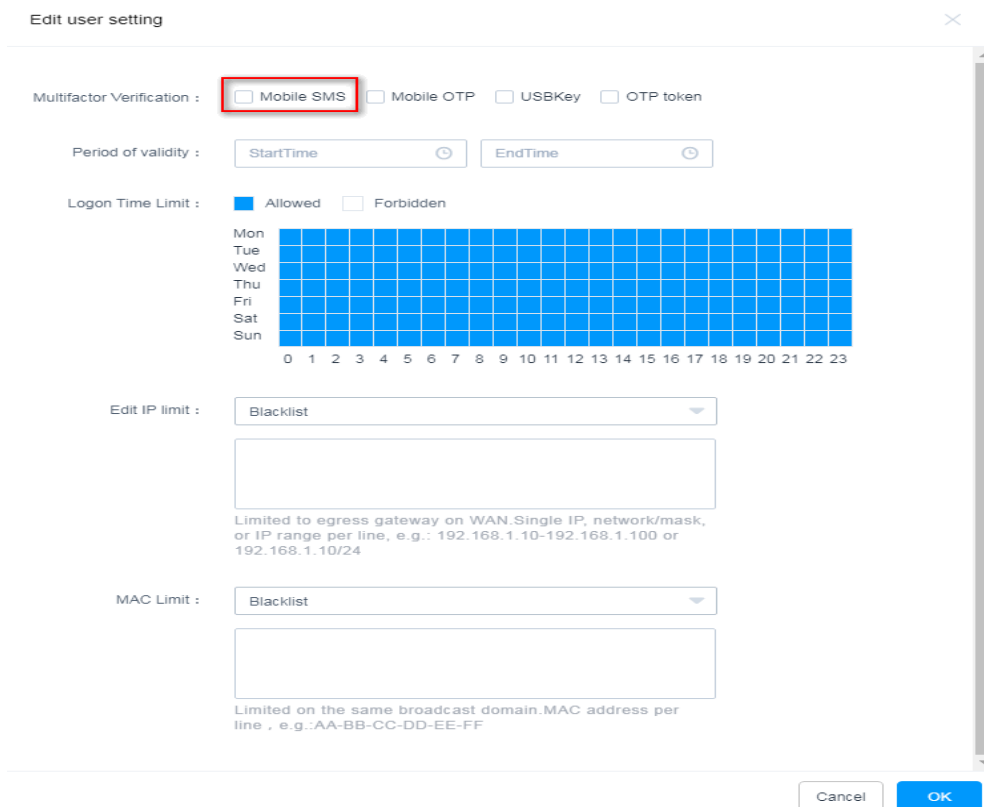 Edit user setting
Multifactor Verification : Mobile SMS Mobile OTP USBKey OTP token
Period of validity : StartTime EndTime
Logon Time Limit : Allowed Forbidden
Mon
Tue
Wed
Thu
Fri
Sat
Sun
0 1 2 3 4 5 6 7 8 9 10 11 12 13 14 15 16 17 18 19 20 21 22 23
Edit IP limit : Blacklist
Limited to egress gateway on WAN.Single IP, network/mask,
or IP range per line, e.g.: 192.168.1.10-192.168.1.100 or
192.168.1.10/24
MAC Limit : Blacklist
Limited on the same broadcast domain.MAC address per
line , e.g.:AA-BB-CC-DD-EE-FF
Cancel OK